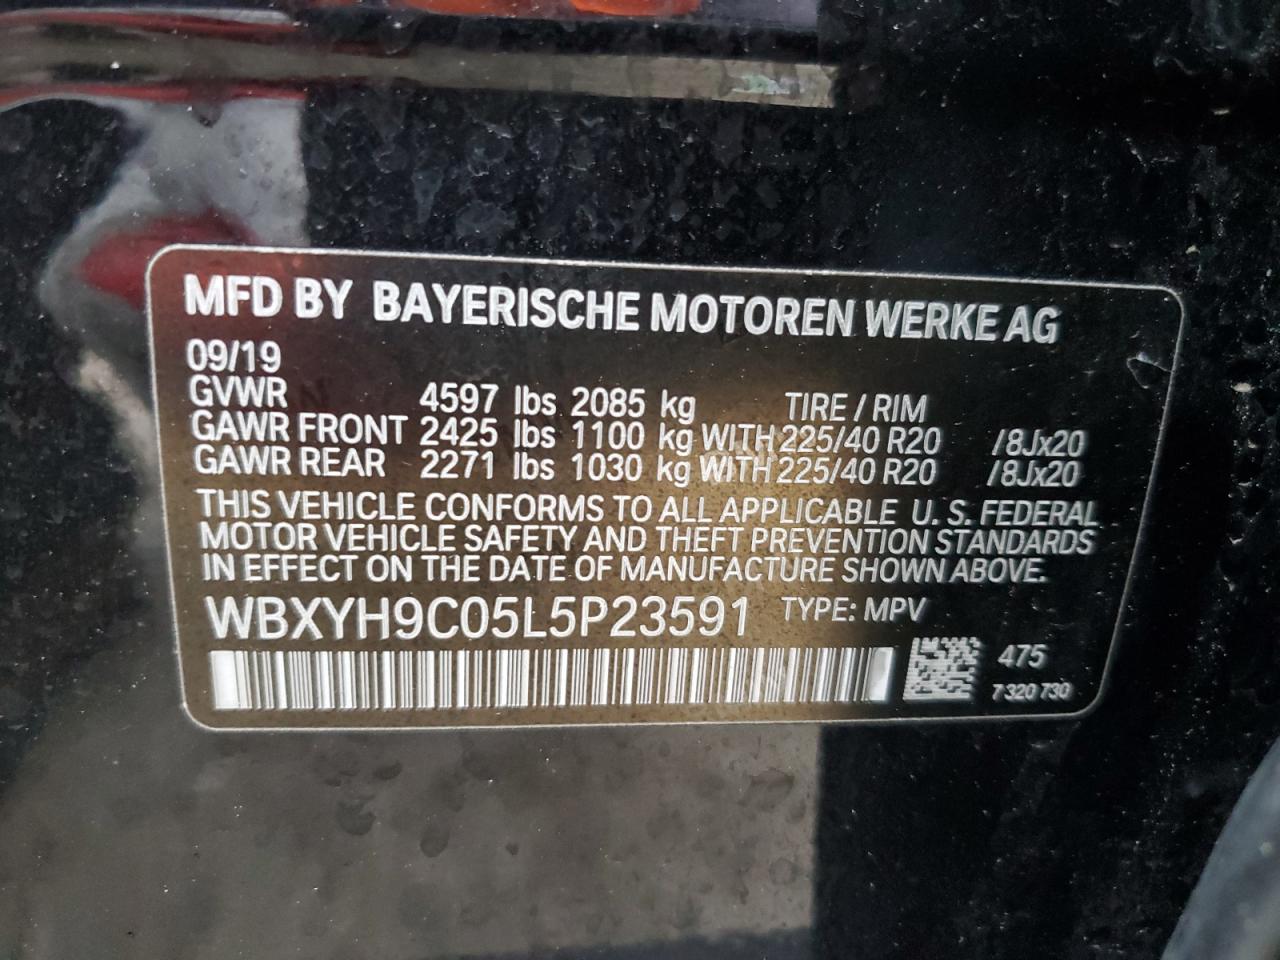 MFD BY BAYERISCHE MOTOREN WERKE AG
09/19
GVWR 4597 lbs 2085 kg TIRE / RIM
GAWR FRONT 2425 lbs 1100 kg WITH 225/40 R20 /8Jx20
GAWR REAR 2271 lbs 1030 kg WITH 225/40 R20 /8Jx20
THIS VEHICLE CONFORMS TO ALL APPLICABLE U. S. FEDERAL
MOTOR VEHICLE SAFETY AND THEFT PREVENTION STANDARDS
IN EFFECT ON THE DATE OF MANUFACTURE SHOWN ABOVE.
WBXYH9C05L5P23591 TYPE: MPV
475
7 320 730